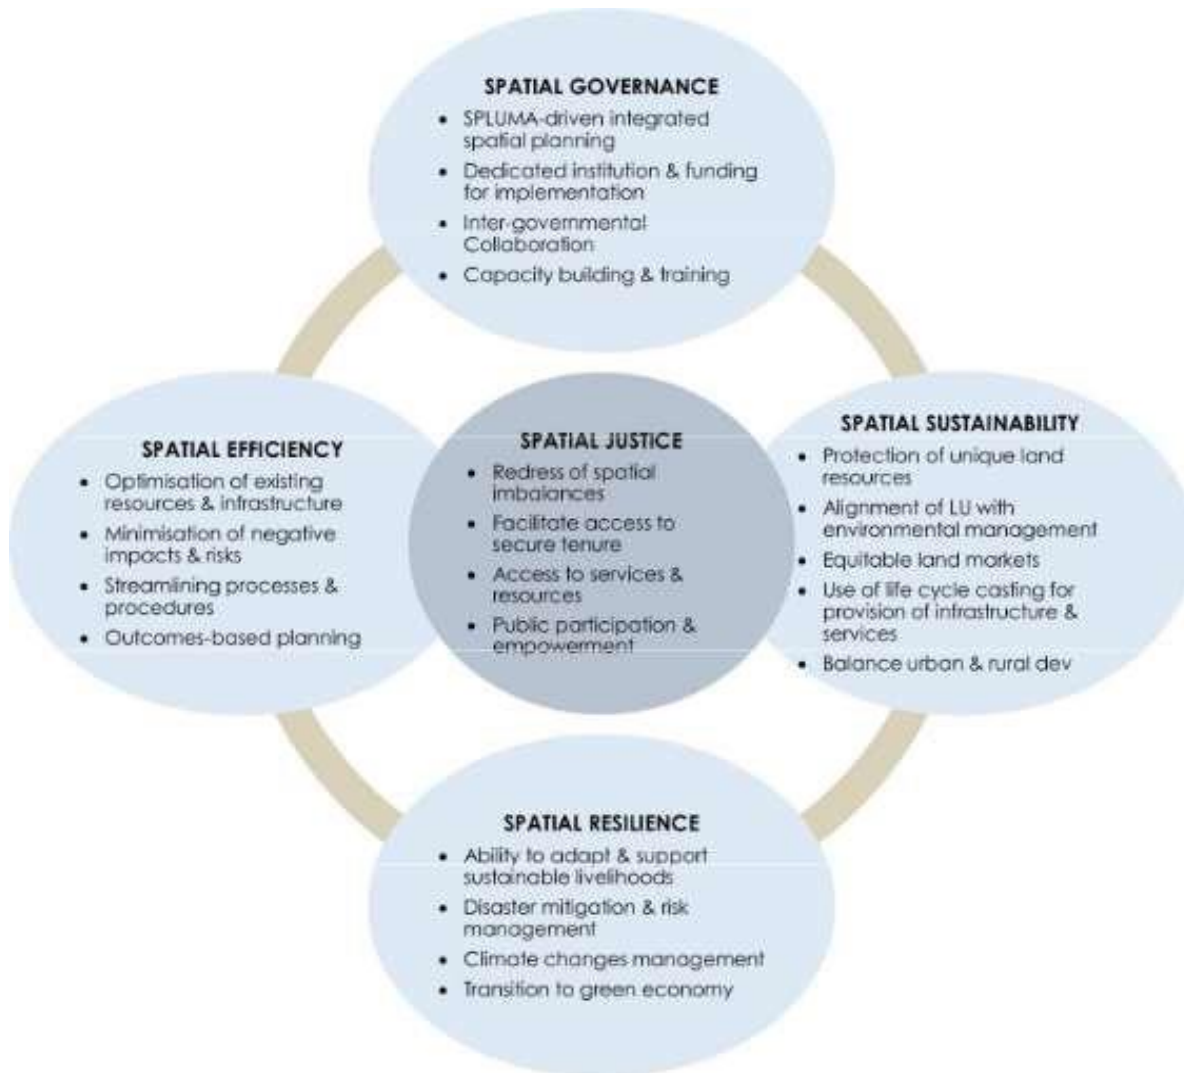 SPATIAL GOVERNANCE
• SPLUMA-driven integrated
spatial planning
• Dedicated institution & funding
for implementation
• Inter-governmental
Collaboration
• Capacity building & training
SPATIAL EFFICIENCY
• Optimisation of existing
resources & infrastructure
• Minimisation of negative
impacts & risks
• Streamlining processes &
procedures
• Outcomes-based planning
SPATIAL JUSTICE
• Redress of spatial
imbalances
• Facilitate access to
secure tenure
• Access to services &
resources
• Public participation &
empowerment
SPATIAL SUSTAINABILITY
• Protection of unique land
resources
• Alignment of LU with
environmental management
• Equitable land markets
• Use of life cycle casting for
provision of infrastructure &
services
• Balance urban & rural dev
SPATIAL RESILIENCE
• Ability to adapt & support
sustainable livelihoods
• Disaster mitigation & risk
management
• Climate changes management
• Transition to green economy